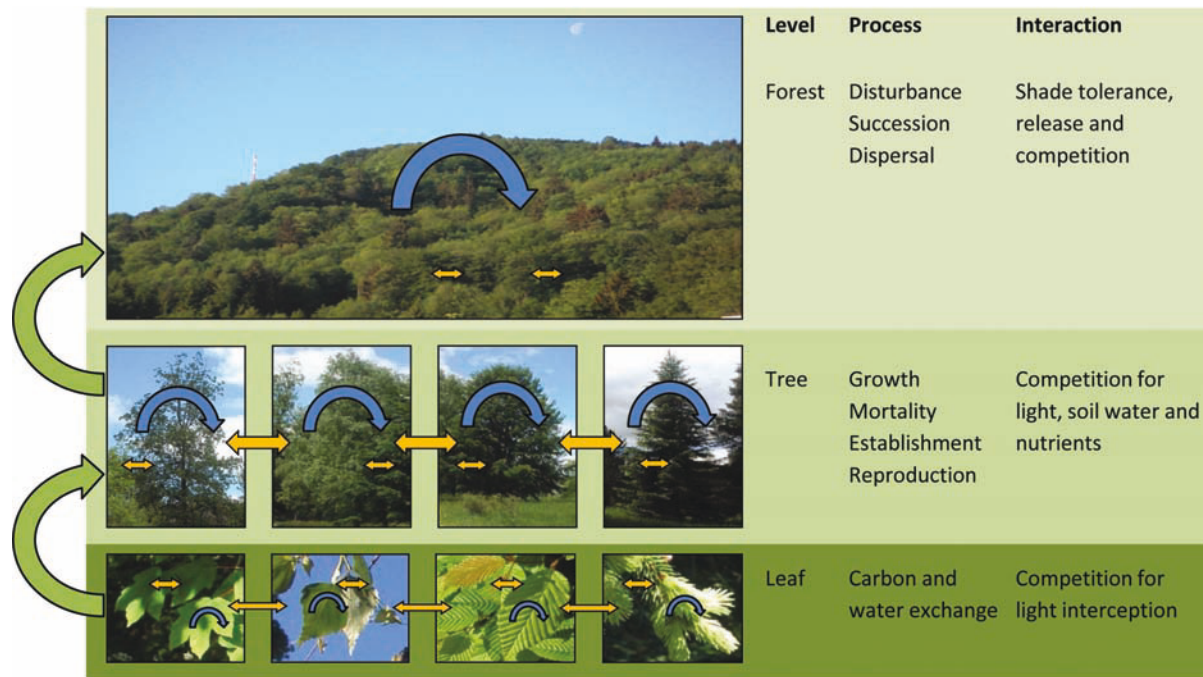 Level Process Interaction
Forest Disturbance Shade tolerance,
Succession release and
Dispersal competition
Tree Growth Competition for
Mortality light, soil water and
Establishment nutrients
Reproduction
Leaf Carbon and Competition for
water exchange light interception